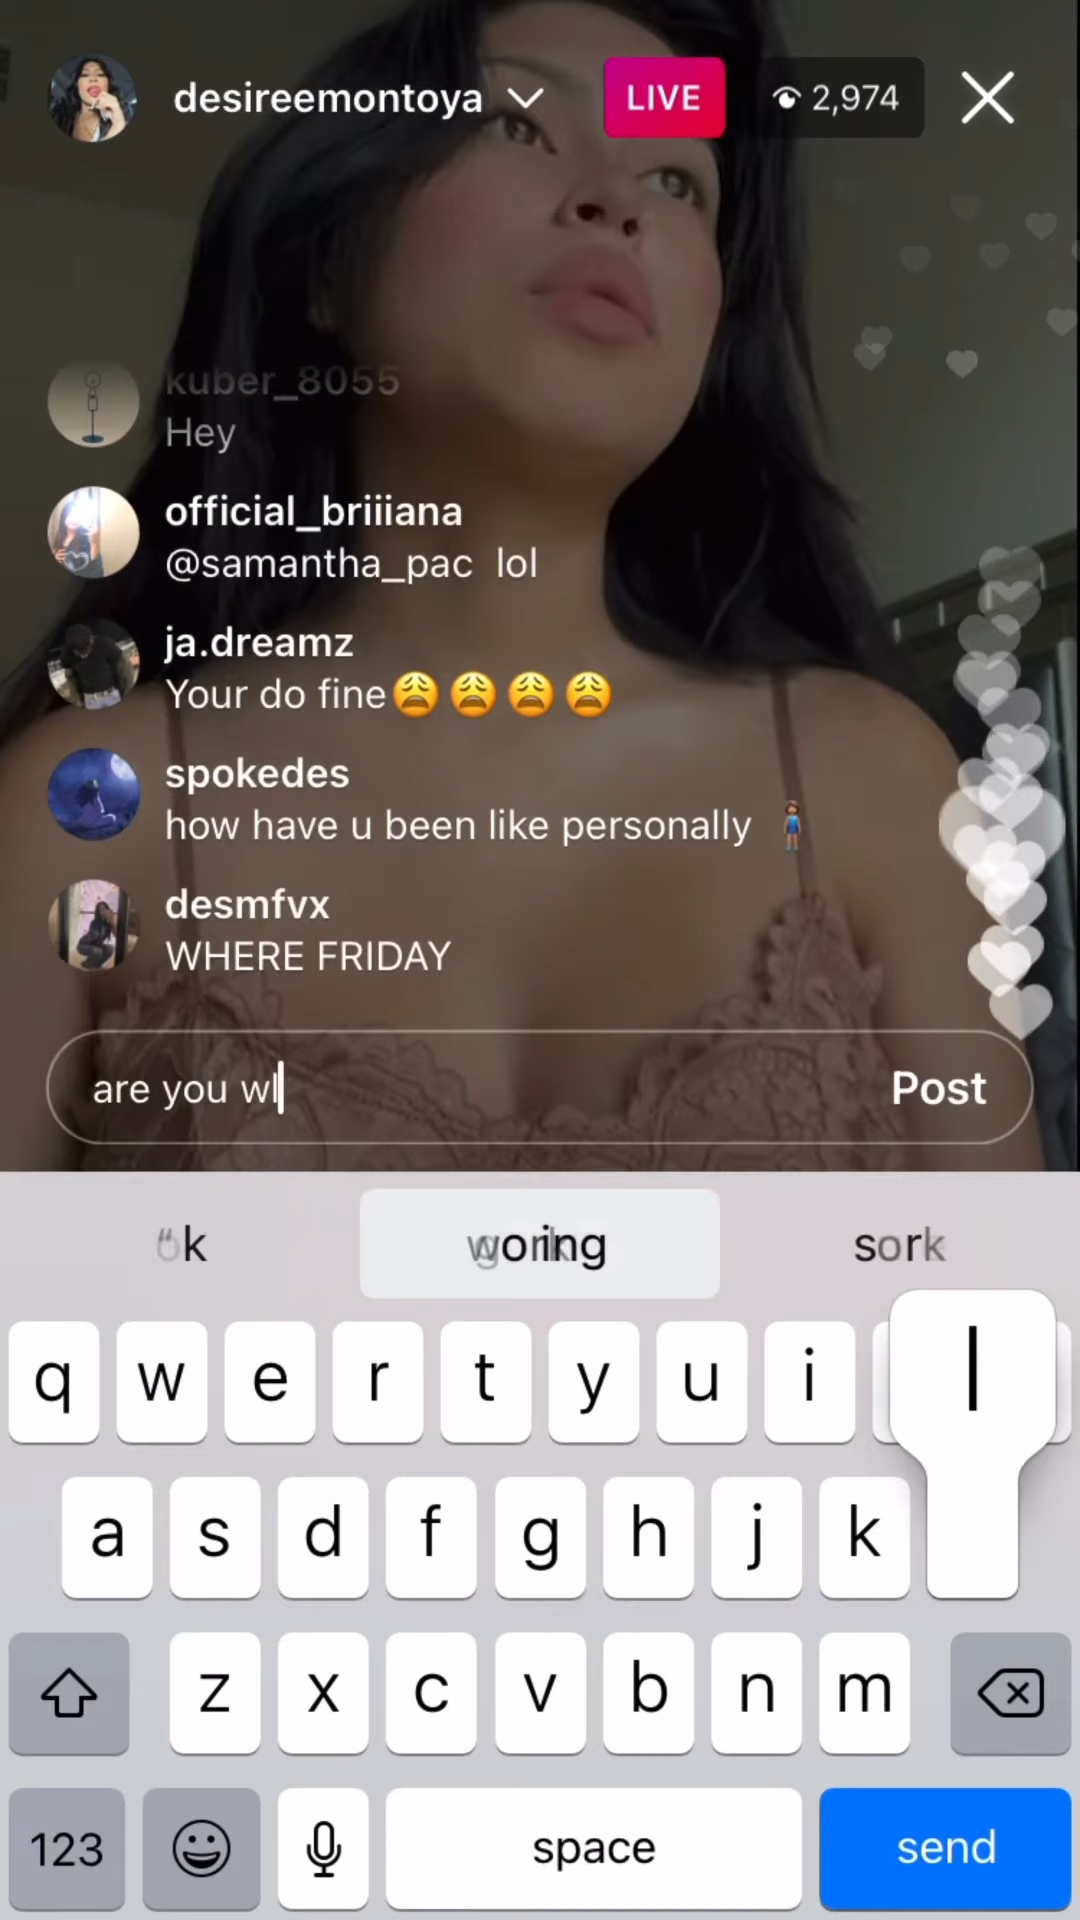 desireemontoya
LIVE
2,974
kuber_8055
Hey
official_briiiana
@samantha_pac lol
ja.dreamz
Your do fine😩😩😩😩
spokedes
how have u been like personally 🧍🏽‍♀️
desmfvx
WHERE FRIDAY
are you wl
Post
q w e r t y u i l
a s d f g h j k
z x c v b n m
123 space send